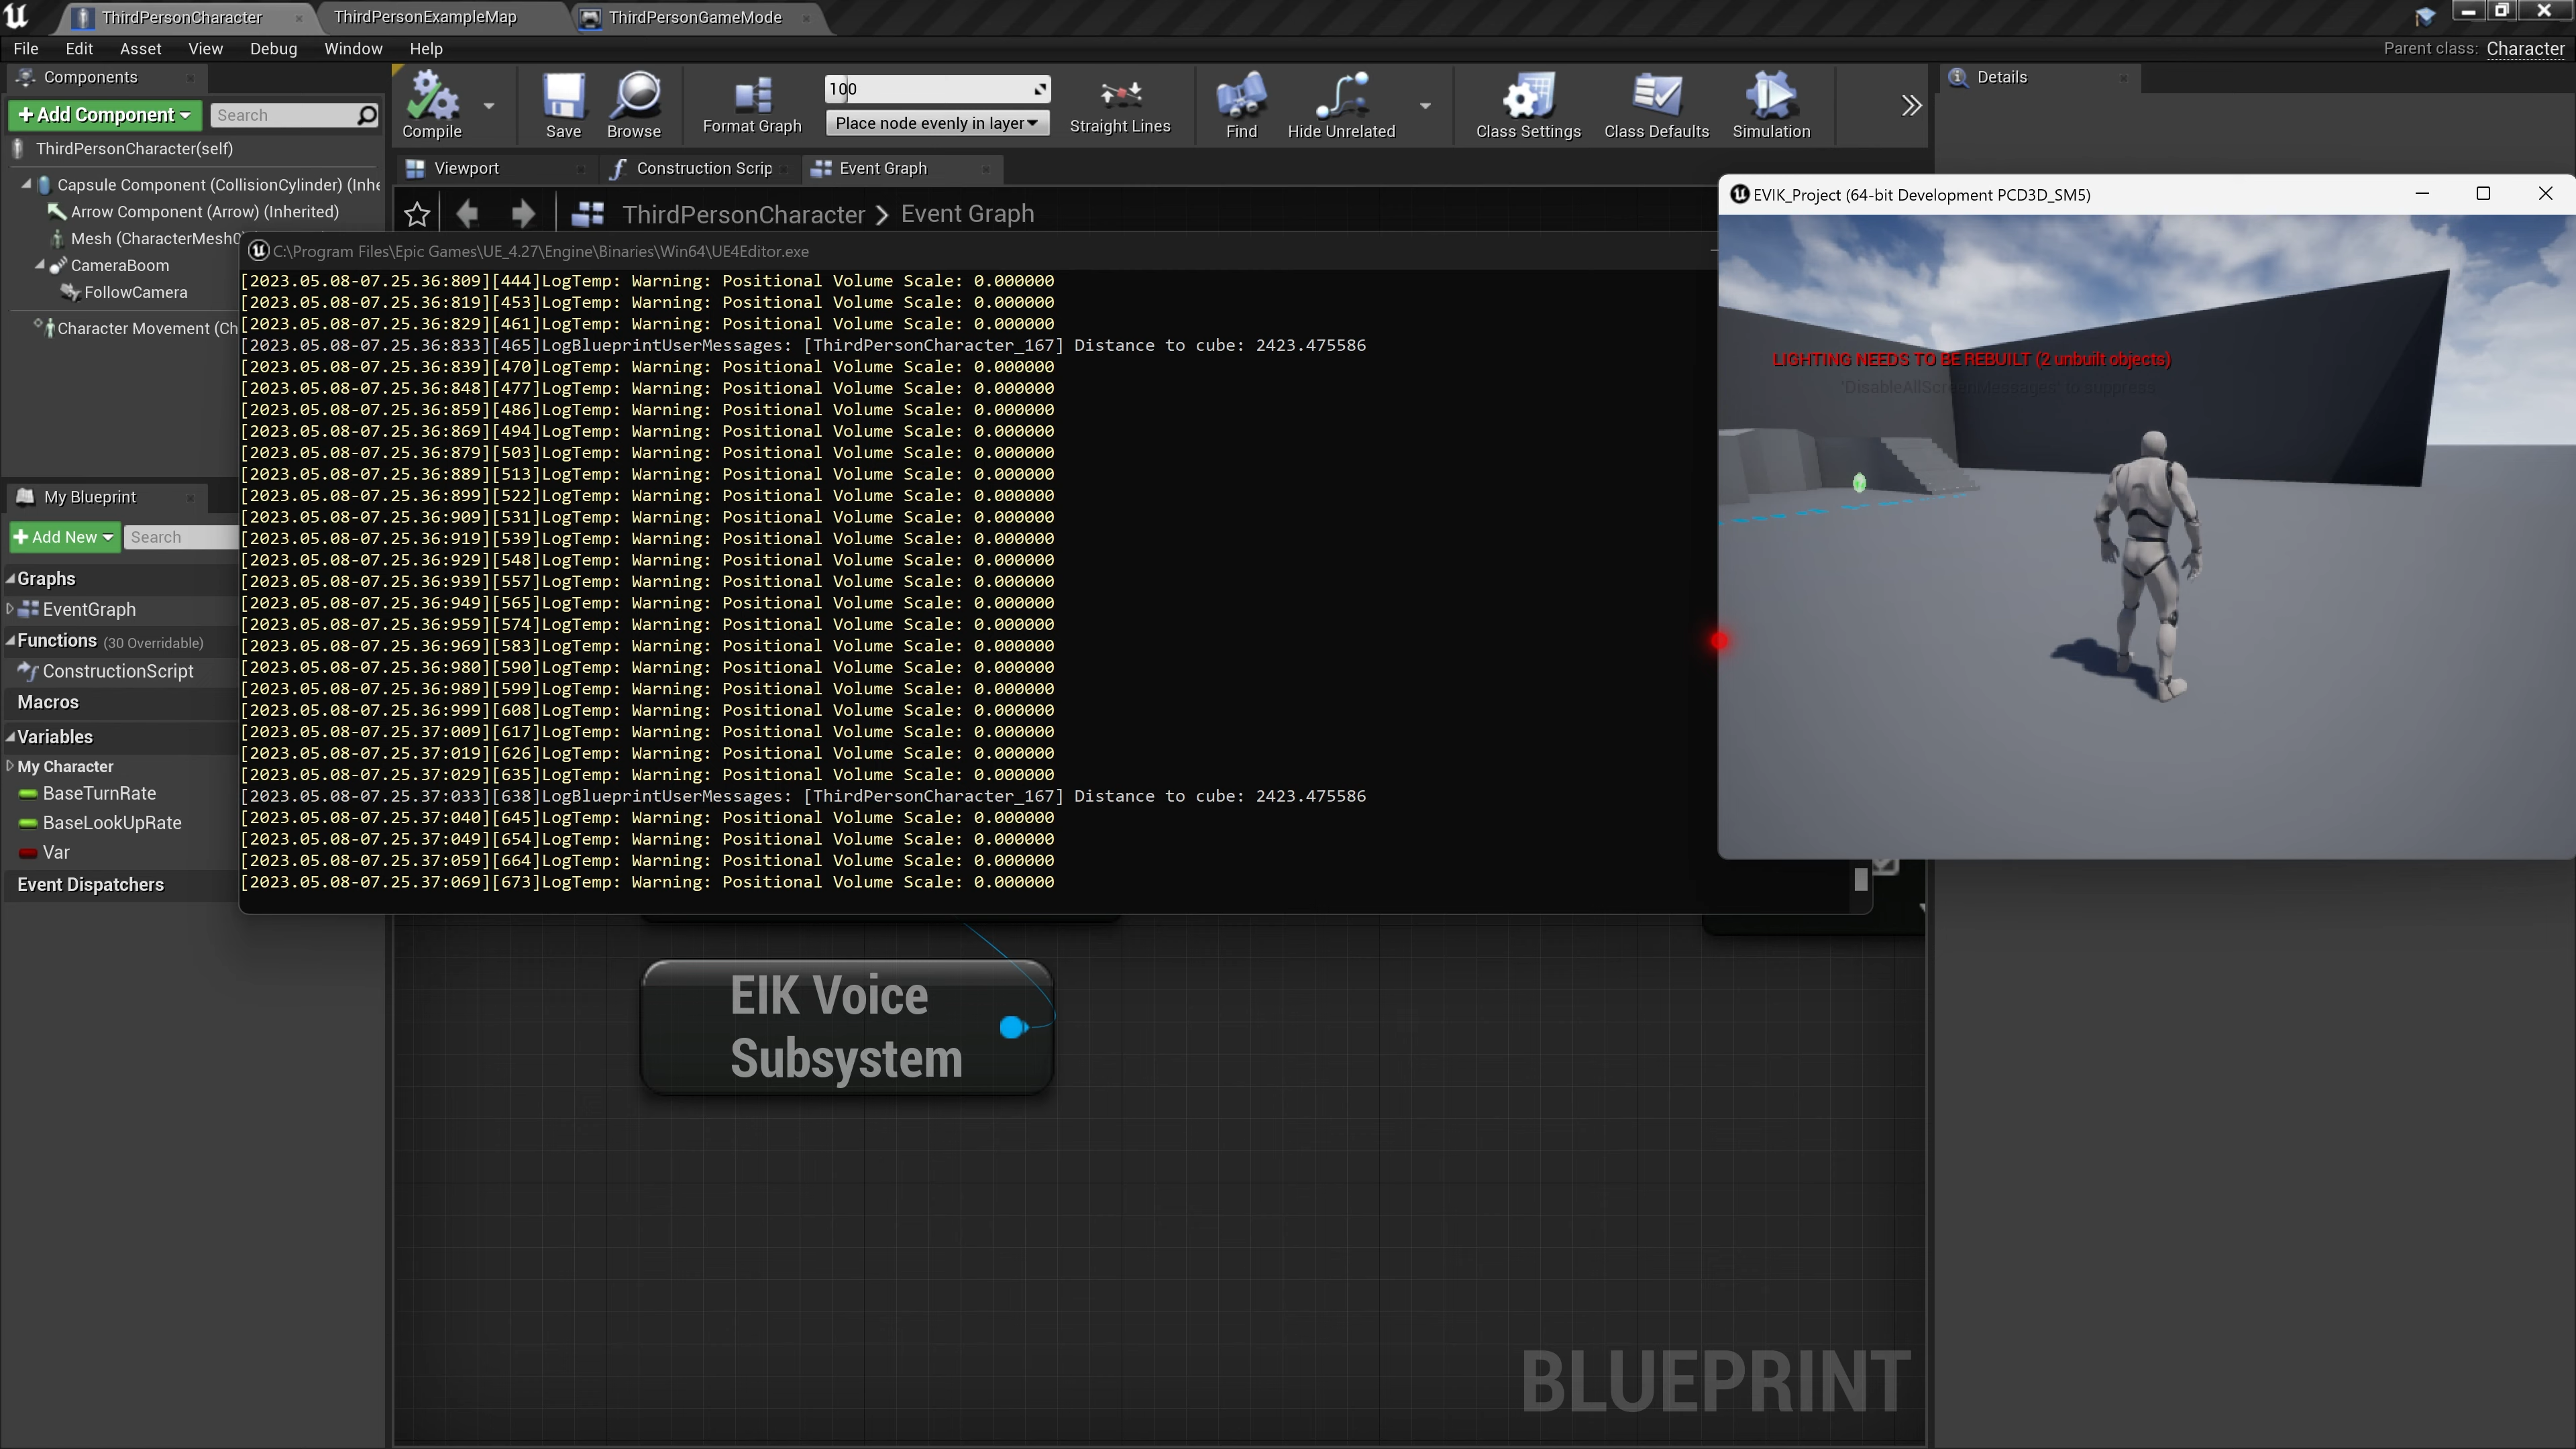 ThirdPersonCharacter
ThirdPersonExampleMap
ThirdPersonGameMode
File Edit Asset View Debug Window Help
Parent class: Character
Components
Add Component
Search
ThirdPersonCharacter(self)
Capsule Component (CollisionCylinder) (Inhe
Arrow Component (Arrow) (Inherited)
Mesh (CharacterMesh0
CameraBoom
FollowCamera
Character Movement (Ch
Compile
Save
Browse
Format Graph
100
Place node evenly in layer
Straight Lines
Find
Hide Unrelated
Class Settings
Class Defaults
Simulation
Details
Viewport
Construction Scrip
Event Graph
ThirdPersonCharacter > Event Graph
My Blueprint
Add New
Search
Graphs
EventGraph
Functions (30 Overridable)
ConstructionScript
Macros
Variables
My Character
BaseTurnRate
BaseLookUpRate
Var
Event Dispatchers
C:\Program Files\Epic Games\UE_4.27\Engine\Binaries\Win64\UE4Editor.exe
[2023.05.08-07.25.36:809][444]LogTemp: Warning: Positional Volume Scale: 0.000000
[2023.05.08-07.25.36:819][453]LogTemp: Warning: Positional Volume Scale: 0.000000
[2023.05.08-07.25.36:829][461]LogTemp: Warning: Positional Volume Scale: 0.000000
[2023.05.08-07.25.36:833][465]LogBlueprintUserMessages: [ThirdPersonCharacter_167] Distance to cube: 2423.475586
[2023.05.08-07.25.36:839][470]LogTemp: Warning: Positional Volume Scale: 0.000000
[2023.05.08-07.25.36:848][477]LogTemp: Warning: Positional Volume Scale: 0.000000
[2023.05.08-07.25.36:859][486]LogTemp: Warning: Positional Volume Scale: 0.000000
[2023.05.08-07.25.36:869][494]LogTemp: Warning: Positional Volume Scale: 0.000000
[2023.05.08-07.25.36:879][503]LogTemp: Warning: Positional Volume Scale: 0.000000
[2023.05.08-07.25.36:889][513]LogTemp: Warning: Positional Volume Scale: 0.000000
[2023.05.08-07.25.36:899][522]LogTemp: Warning: Positional Volume Scale: 0.000000
[2023.05.08-07.25.36:909][531]LogTemp: Warning: Positional Volume Scale: 0.000000
[2023.05.08-07.25.36:919][539]LogTemp: Warning: Positional Volume Scale: 0.000000
[2023.05.08-07.25.36:929][548]LogTemp: Warning: Positional Volume Scale: 0.000000
[2023.05.08-07.25.36:939][557]LogTemp: Warning: Positional Volume Scale: 0.000000
[2023.05.08-07.25.36:949][565]LogTemp: Warning: Positional Volume Scale: 0.000000
[2023.05.08-07.25.36:959][574]LogTemp: Warning: Positional Volume Scale: 0.000000
[2023.05.08-07.25.36:969][583]LogTemp: Warning: Positional Volume Scale: 0.000000
[2023.05.08-07.25.36:980][590]LogTemp: Warning: Positional Volume Scale: 0.000000
[2023.05.08-07.25.36:989][599]LogTemp: Warning: Positional Volume Scale: 0.000000
[2023.05.08-07.25.36:999][608]LogTemp: Warning: Positional Volume Scale: 0.000000
[2023.05.08-07.25.37:009][617]LogTemp: Warning: Positional Volume Scale: 0.000000
[2023.05.08-07.25.37:019][626]LogTemp: Warning: Positional Volume Scale: 0.000000
[2023.05.08-07.25.37:029][635]LogTemp: Warning: Positional Volume Scale: 0.000000
[2023.05.08-07.25.37:033][638]LogBlueprintUserMessages: [ThirdPersonCharacter_167] Distance to cube: 2423.475586
[2023.05.08-07.25.37:040][645]LogTemp: Warning: Positional Volume Scale: 0.000000
[2023.05.08-07.25.37:049][654]LogTemp: Warning: Positional Volume Scale: 0.000000
[2023.05.08-07.25.37:059][664]LogTemp: Warning: Positional Volume Scale: 0.000000
[2023.05.08-07.25.37:069][673]LogTemp: Warning: Positional Volume Scale: 0.000000
EVIK_Project (64-bit Development PCD3D_SM5)
LIGHTING NEEDS TO BE REBUILT (2 unbuilt objects)
'DisableAllScreenMessages' to suppress
EIK Voice
Subsystem
BLUEPRINT